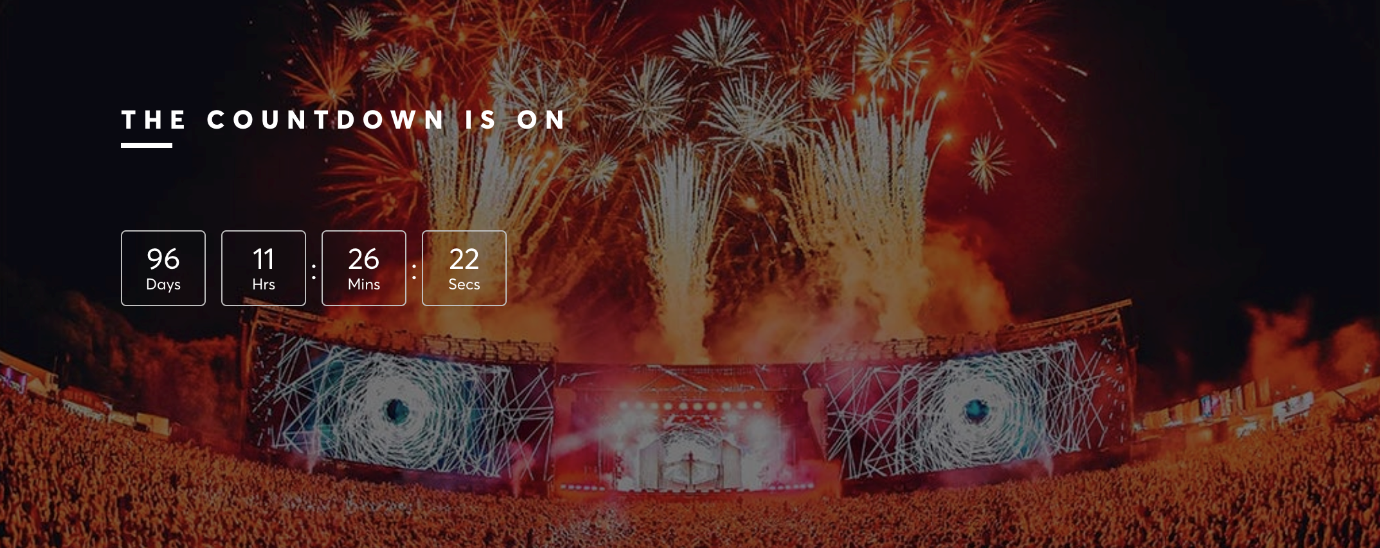 THE COUNTDOWN IS ON
96 11 : 26 : 22
Days Hrs Mins Secs